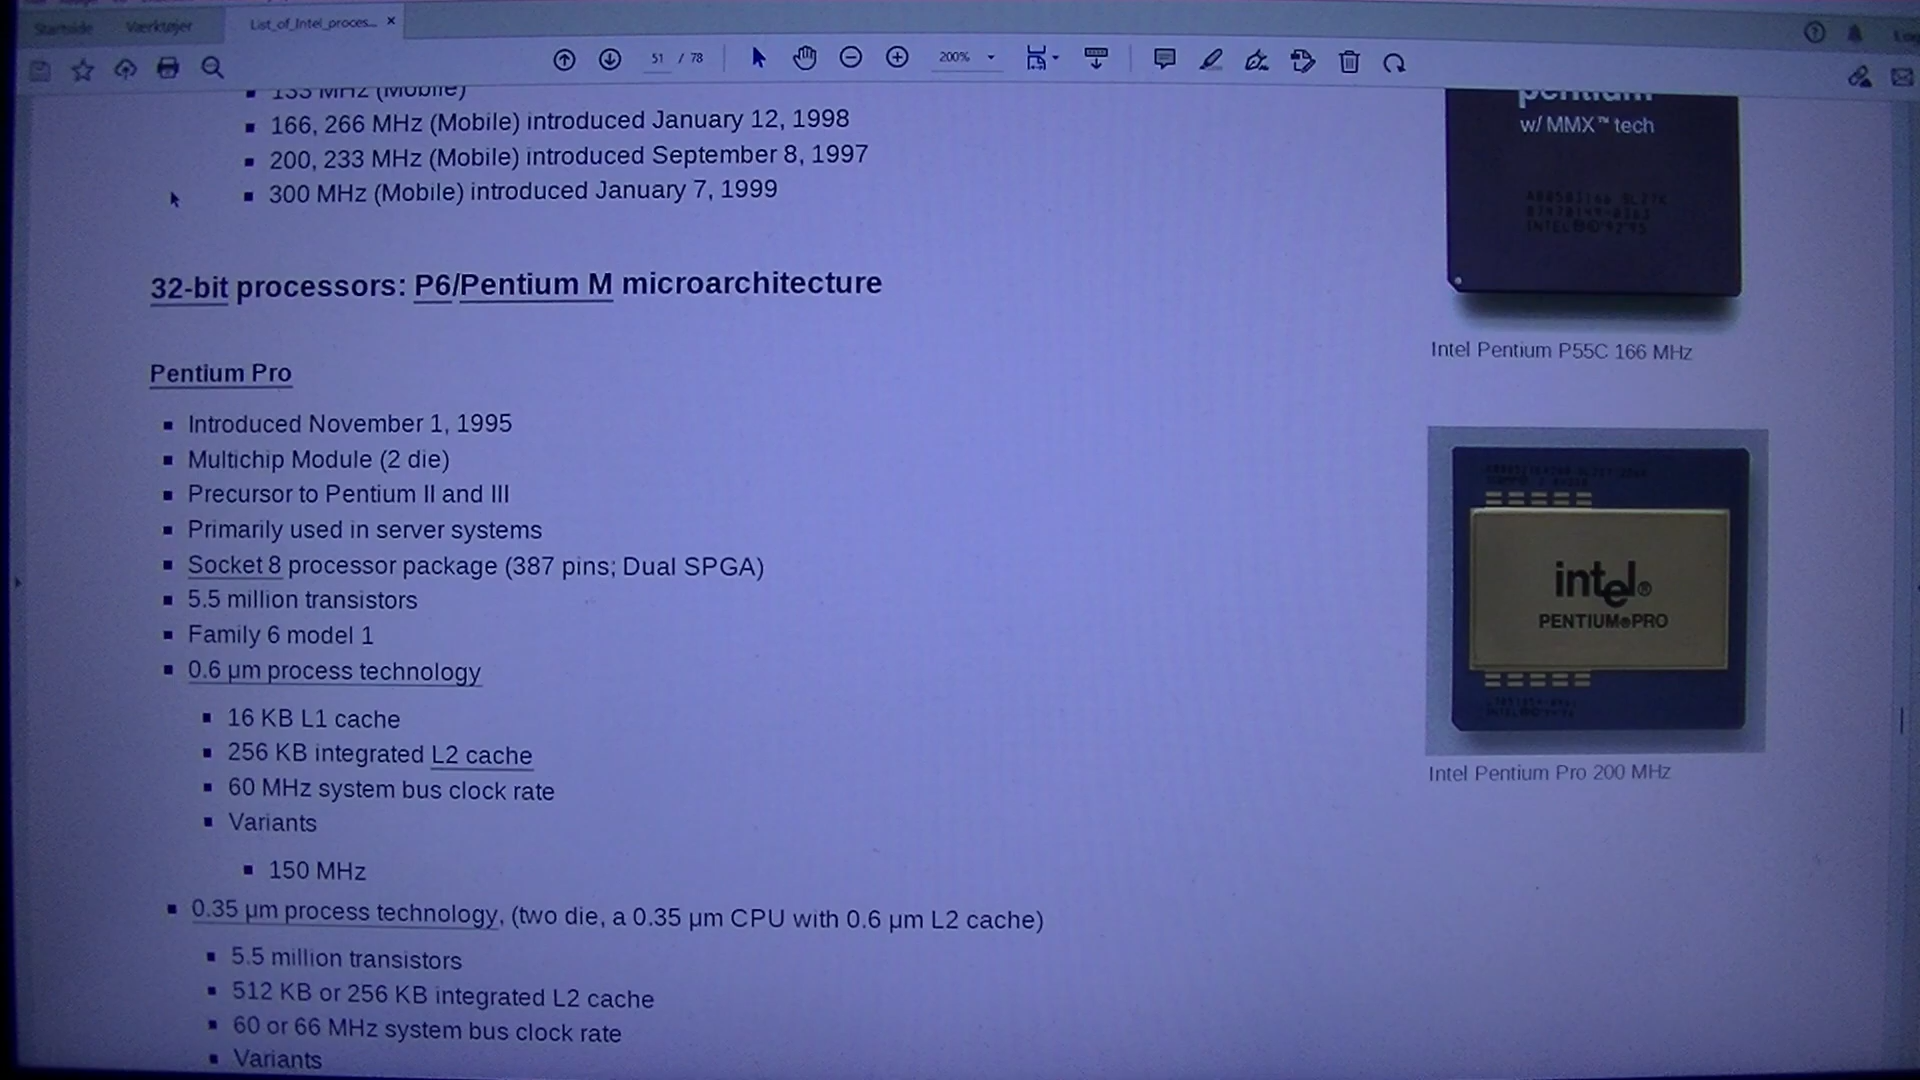 Startside
Værktøjer
List_of_Intel_proces...
51 / 78
200%
133 MHz (Mobile)
166, 266 MHz (Mobile) introduced January 12, 1998
200, 233 MHz (Mobile) introduced September 8, 1997
300 MHz (Mobile) introduced January 7, 1999
pentium
w/ MMX™ tech
Intel Pentium P55C 166 MHz
32-bit processors: P6/Pentium M microarchitecture
Pentium Pro
Introduced November 1, 1995
Multichip Module (2 die)
Precursor to Pentium II and III
Primarily used in server systems
Socket 8 processor package (387 pins; Dual SPGA)
5.5 million transistors
Family 6 model 1
0.6 µm process technology
16 KB L1 cache
256 KB integrated L2 cache
60 MHz system bus clock rate
Variants
150 MHz
intel®
PENTIUM®PRO
Intel Pentium Pro 200 MHz
0.35 µm process technology, (two die, a 0.35 µm CPU with 0.6 µm L2 cache)
5.5 million transistors
512 KB or 256 KB integrated L2 cache
60 or 66 MHz system bus clock rate
Variants